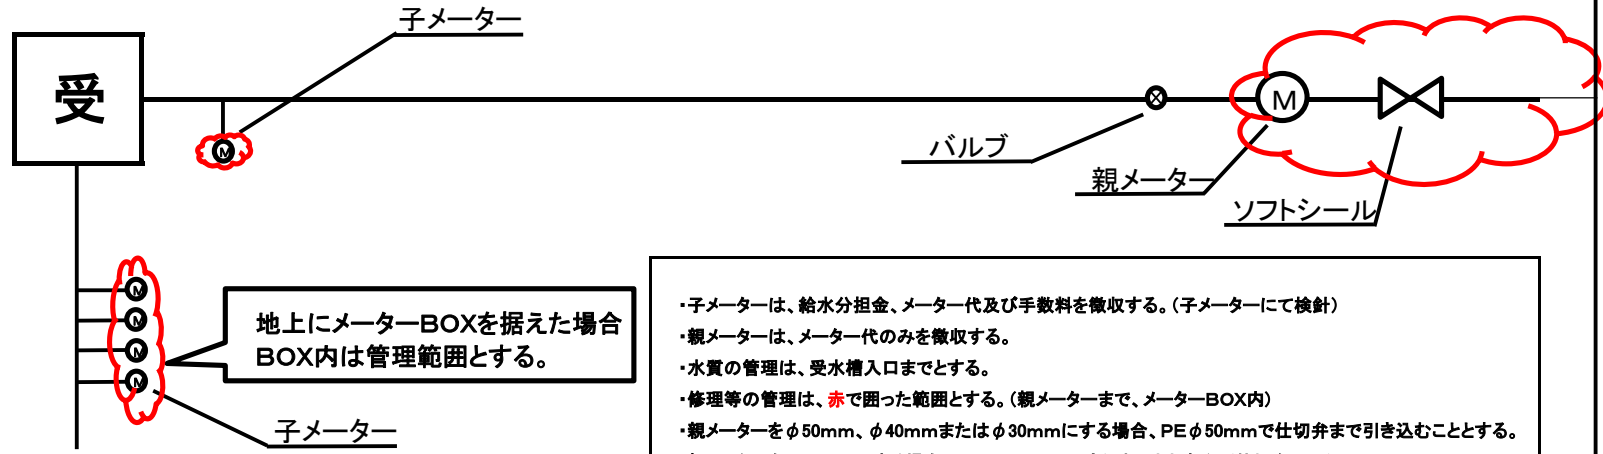 子メーター
受
M
M
バルブ
親メーター
ソフトシール
M
M
M
M
地上にメーターBOXを据えた場合
BOX内は管理範囲とする。
子メーター
・子メーターは、給水分担金、メーター代及び手数料を徴収する。（子メーターにて検針）
・親メーターは、メーター代のみを徴収する。
・水質の管理は、受水槽入口までとする。
・修理等の管理は、赤で囲った範囲とする。（親メーターまで、メーターBOX内）
・親メーターをφ50mm、φ40mmまたはφ30mmにする場合、PEφ50mmで仕切弁まで引き込むこととする。